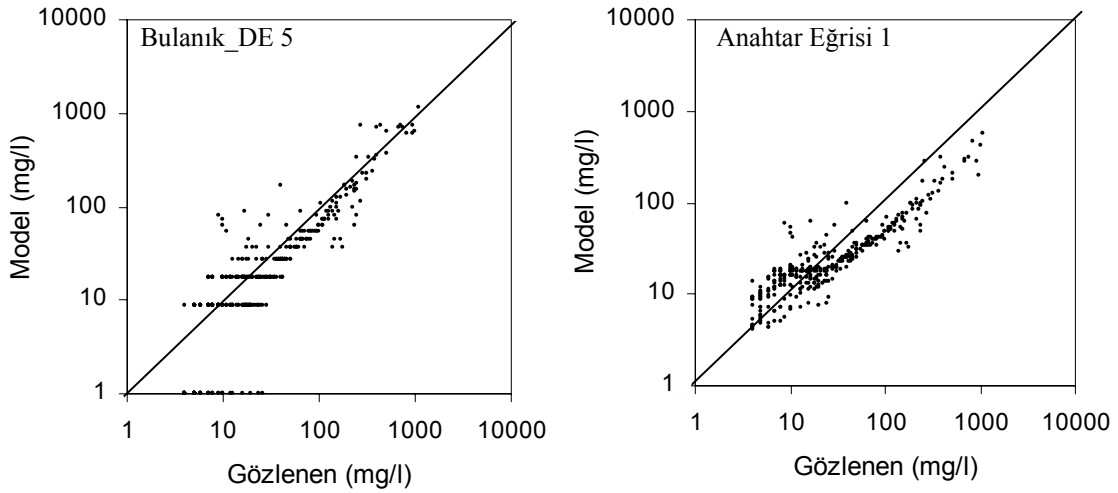 Bulanık_DE 5
Model (mg/l)
10000
1000
100
10
1
1 10 100 1000 10000
Gözlenen (mg/l)
Anahtar Eğrisi 1
Model (mg/l)
10000
1000
100
10
1
1 10 100 1000 10000
Gözlenen (mg/l)